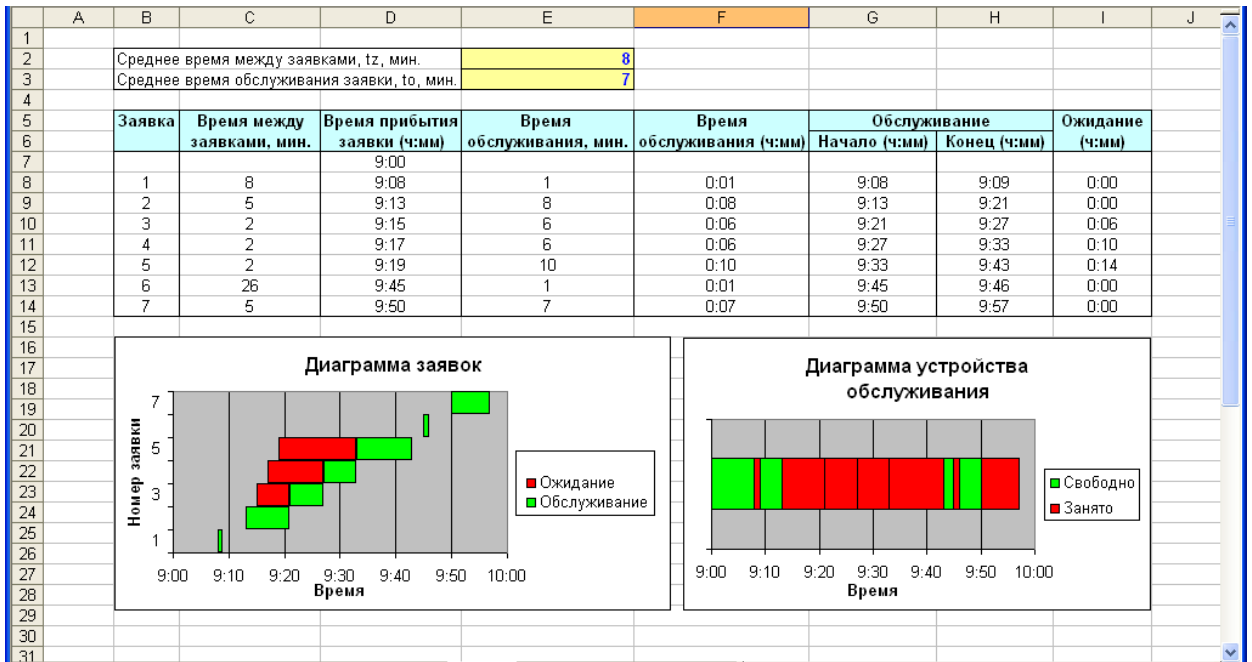 A B C D E F G H I J
1
2 Среднее время между заявками, tz, мин. 8
3 Среднее время обслуживания заявки, to, мин. 7
4
5 Заявка Время между Время прибытия Время Время Обслуживание Ожидание
6 заявками, мин. заявки (ч:мм) обслуживания, мин. обслуживания (ч:мм) Начало (ч:мм) Конец (ч:мм) (ч:мм)
7 9:00
8 1 8 9:08 1 0:01 9:08 9:09 0:00
9 2 5 9:13 8 0:08 9:13 9:21 0:00
10 3 2 9:15 6 0:06 9:21 9:27 0:06
11 4 2 9:17 6 0:06 9:27 9:33 0:10
12 5 2 9:19 10 0:10 9:33 9:43 0:14
13 6 26 9:45 1 0:01 9:45 9:46 0:00
14 7 5 9:50 7 0:07 9:50 9:57 0:00
15
16
17
18
19
20
21
22
23
24
25
26
27
28
29
30
31
Диаграмма заявок
Номер заявки
7
5
3
1
9:00 9:10 9:20 9:30 9:40 9:50 10:00
Время
Ожидание
Обслуживание
Диаграмма устройства
обслуживания
9:00 9:10 9:20 9:30 9:40 9:50 10:00
Время
Свободно
Занято